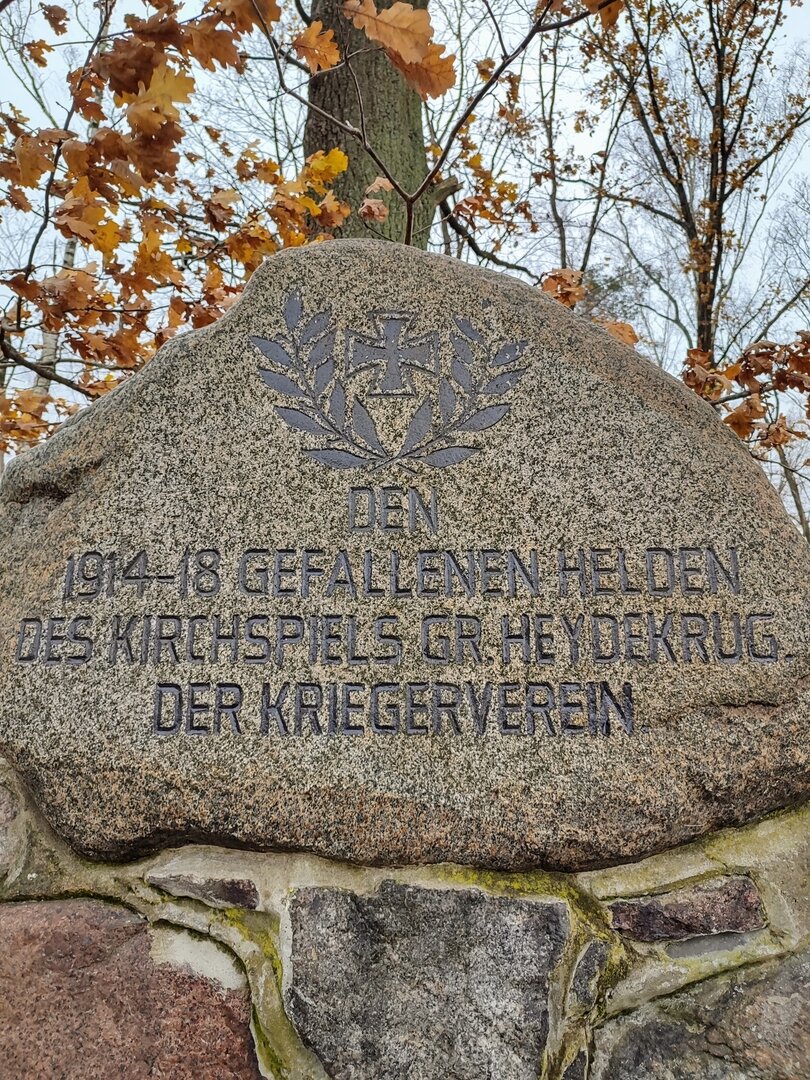 DEN
1914-18 GEFALLENEN HELDEN
DES KIRCHSPIELS GR. HEYDEKRUG.
DER KRIEGERVEREIN.